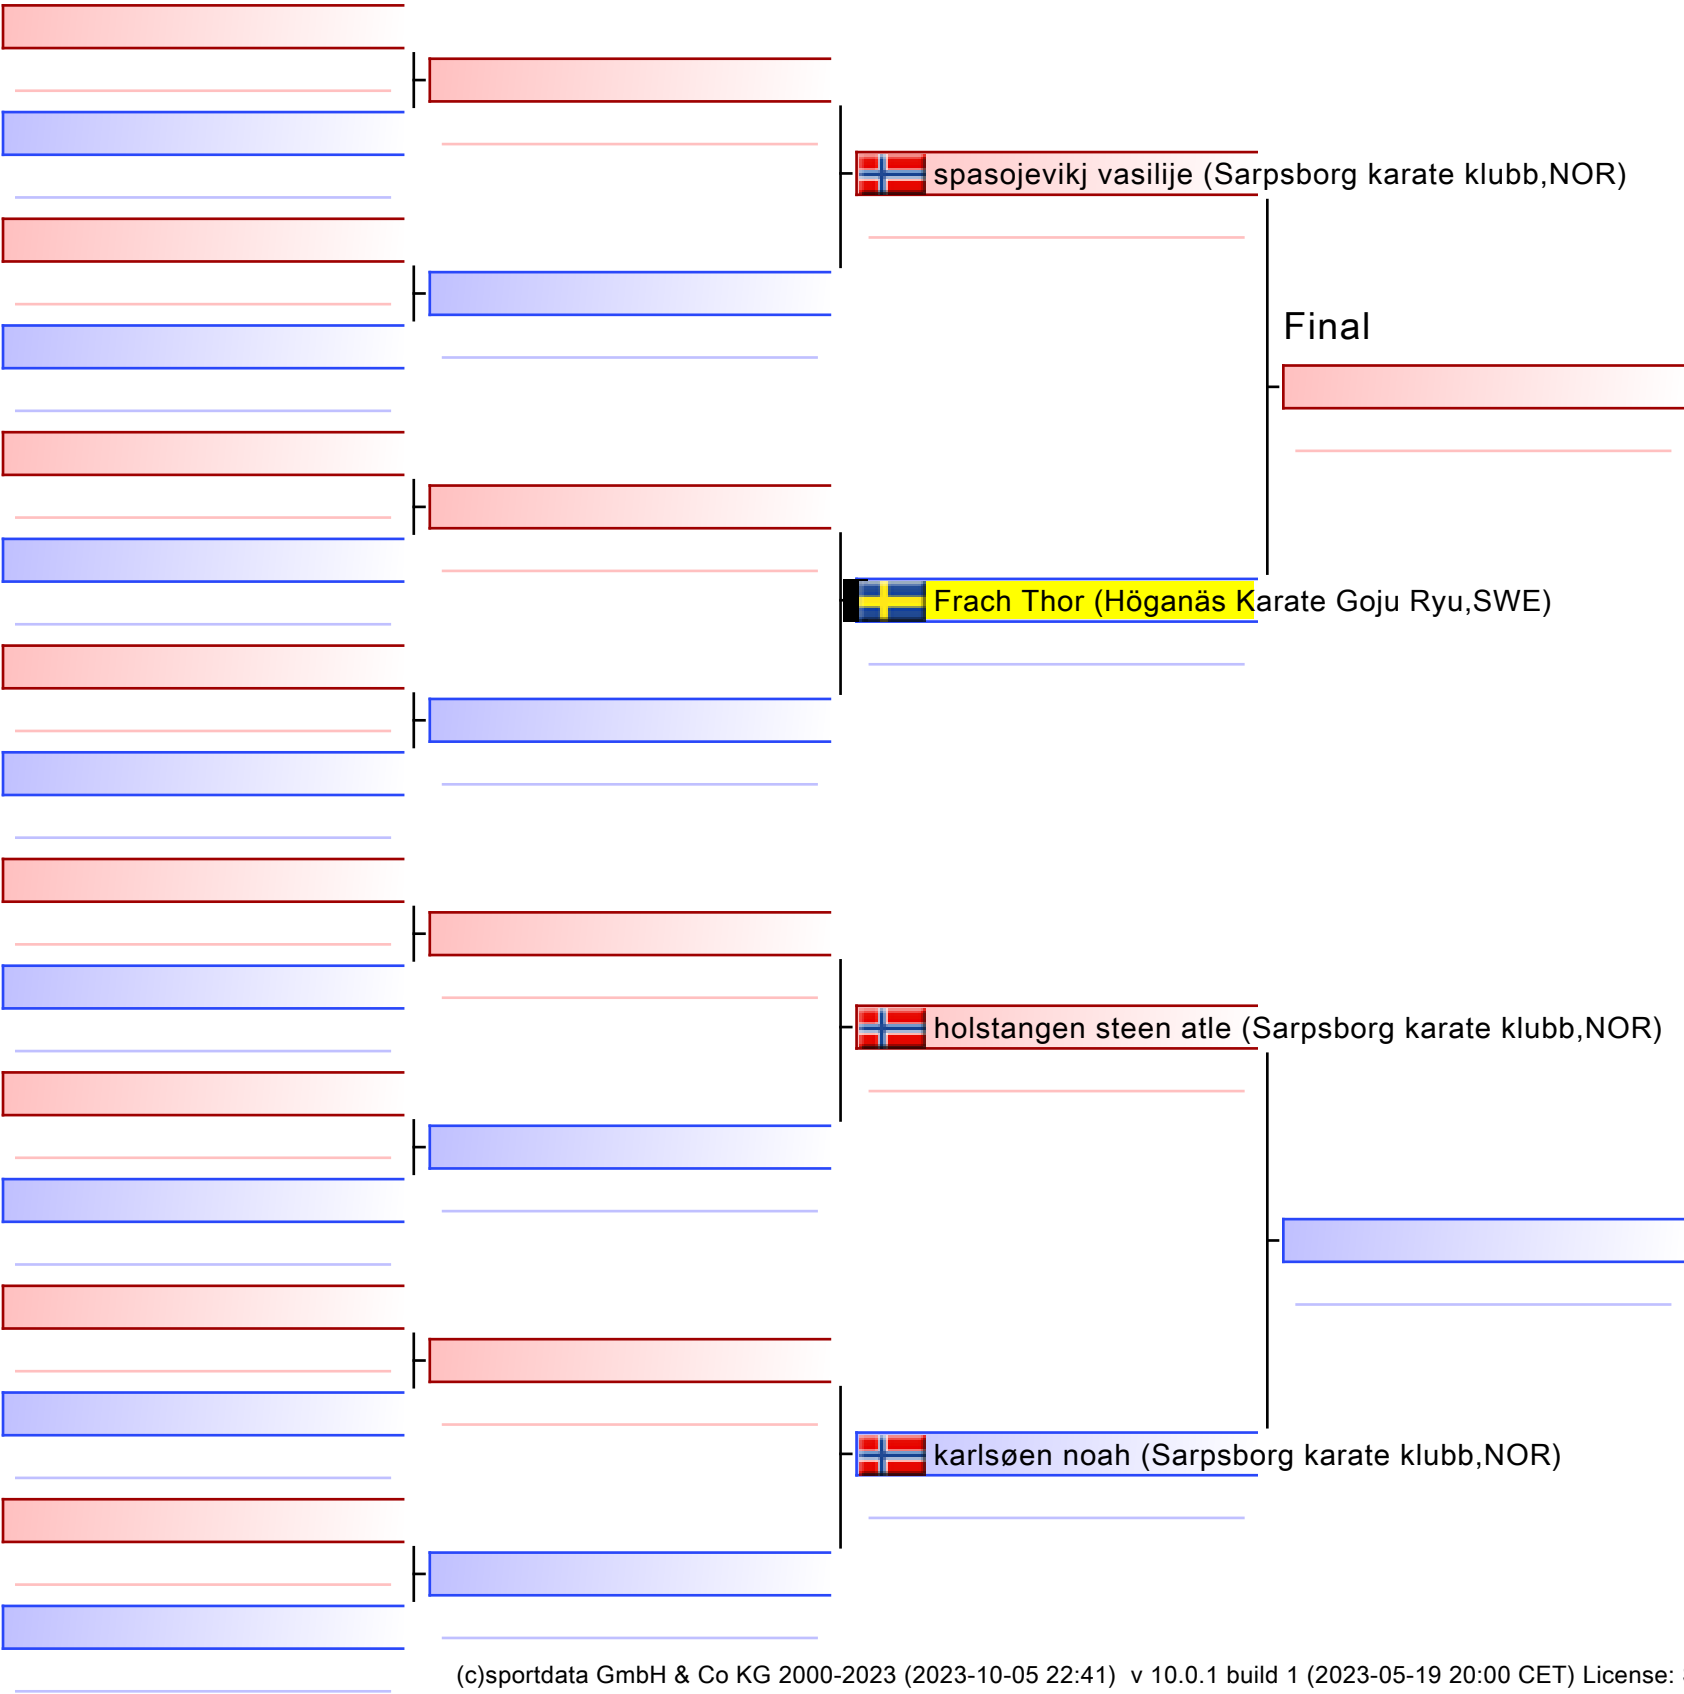 spasojevikj vasilije (Sarpsborg karate klubb,NOR)
Final
Frach Thor (Höganäs Karate Goju Ryu,SWE)
holstangen steen atle (Sarpsborg karate klubb,NOR)
karlsøen noah (Sarpsborg karate klubb,NOR)
(c)sportdata GmbH & Co KG 2000-2023 (2023-10-05 22:41) v 10.0.1 build 1 (2023-05-19 20:00 CET) License: